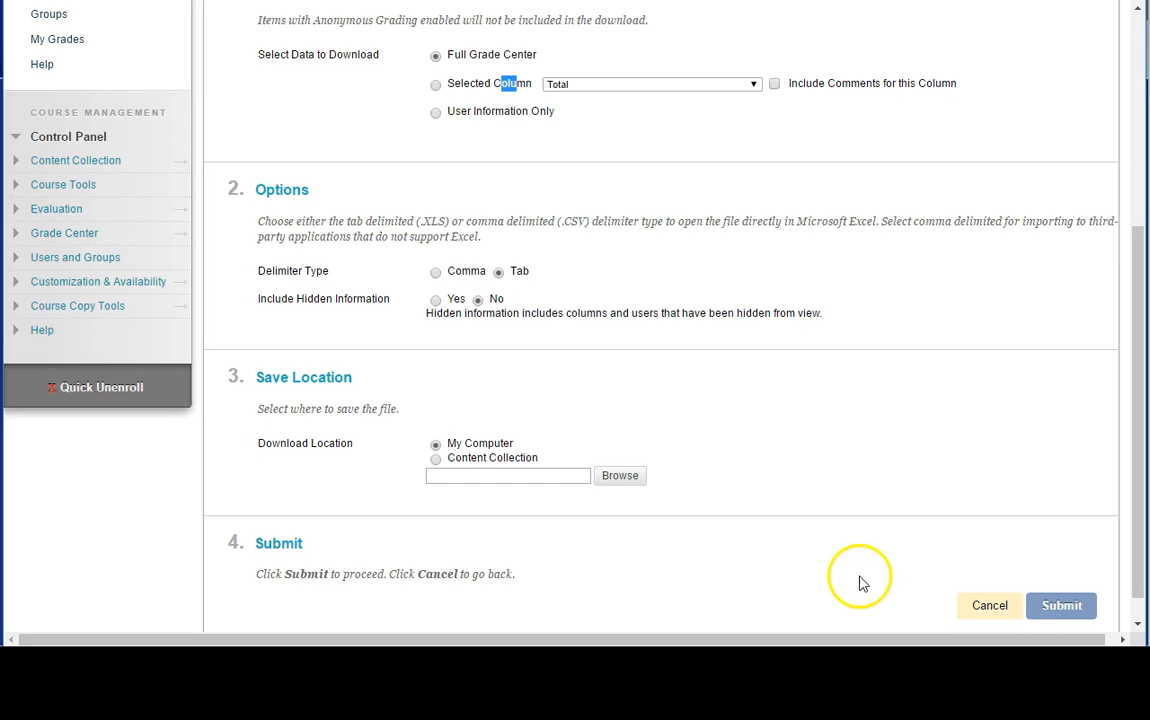 Groups
My Grades
Help
COURSE MANAGEMENT
Control Panel
Content Collection
Course Tools
Evaluation
Grade Center
Users and Groups
Customization & Availability
Course Copy Tools
Help
X Quick Unenroll
Items with Anonymous Grading enabled will not be included in the download.
Select Data to Download
Full Grade Center
Selected Column Total Include Comments for this Column
User Information Only
2. Options
Choose either the tab delimited (.XLS) or comma delimited (.CSV) delimiter type to open the file directly in Microsoft Excel. Select comma delimited for importing to third-
party applications that do not support Excel.
Delimiter Type Comma Tab
Include Hidden Information Yes No
Hidden information includes columns and users that have been hidden from view.
3. Save Location
Select where to save the file.
Download Location My Computer
Content Collection
Browse
4. Submit
Click Submit to proceed. Click Cancel to go back.
Cancel Submit